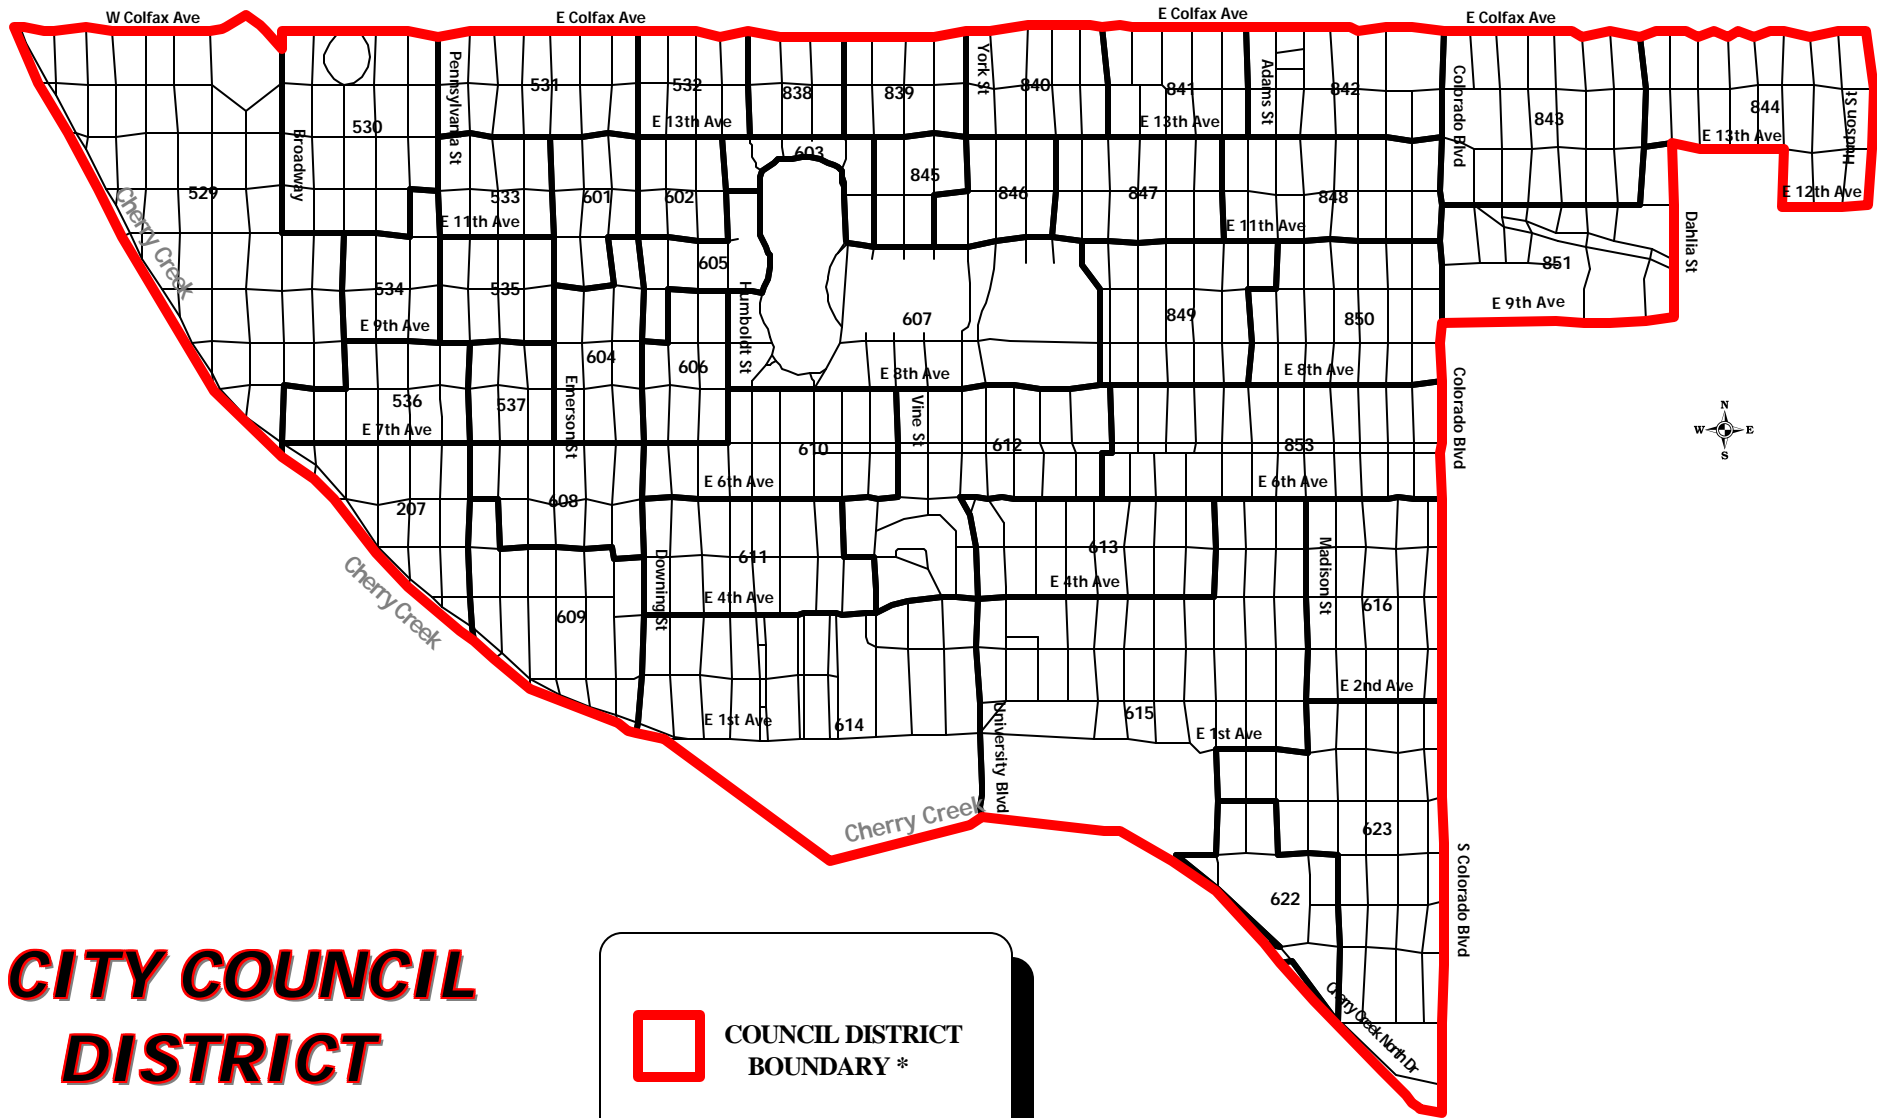 W Colfax Ave
E Colfax Ave
E Colfax Ave
E Colfax Ave
Pennsylvania St
531
532
838
839
York St
840
841
Adams St
842
Colorado Blvd
843
844
Hudson St
530
Broadway
E 13th Ave
E 13th Ave
E 13th Ave
603
529
Cherry Creek
533
601
602
845
846
847
848
E 12th Ave
E 11th Ave
E 11th Ave
Dahlia St
605
851
534
535
Humboldt St
607
849
850
E 9th Ave
E 9th Ave
604
606
E 8th Ave
E 8th Ave
Emerson St
Colorado Blvd
536
537
Vine St
N
W
E
S
E 7th Ave
610
612
853
E 6th Ave
E 6th Ave
207
608
Cherry Creek
Downing St
611
613
Madison St
E 4th Ave
E 4th Ave
609
616
E 2nd Ave
E 1st Ave
614
University Blvd
615
E 1st Ave
Cherry Creek
623
S Colorado Blvd
622
Cherry Creek North Dr
CITY COUNCIL
DISTRICT
COUNCIL DISTRICT
BOUNDARY *